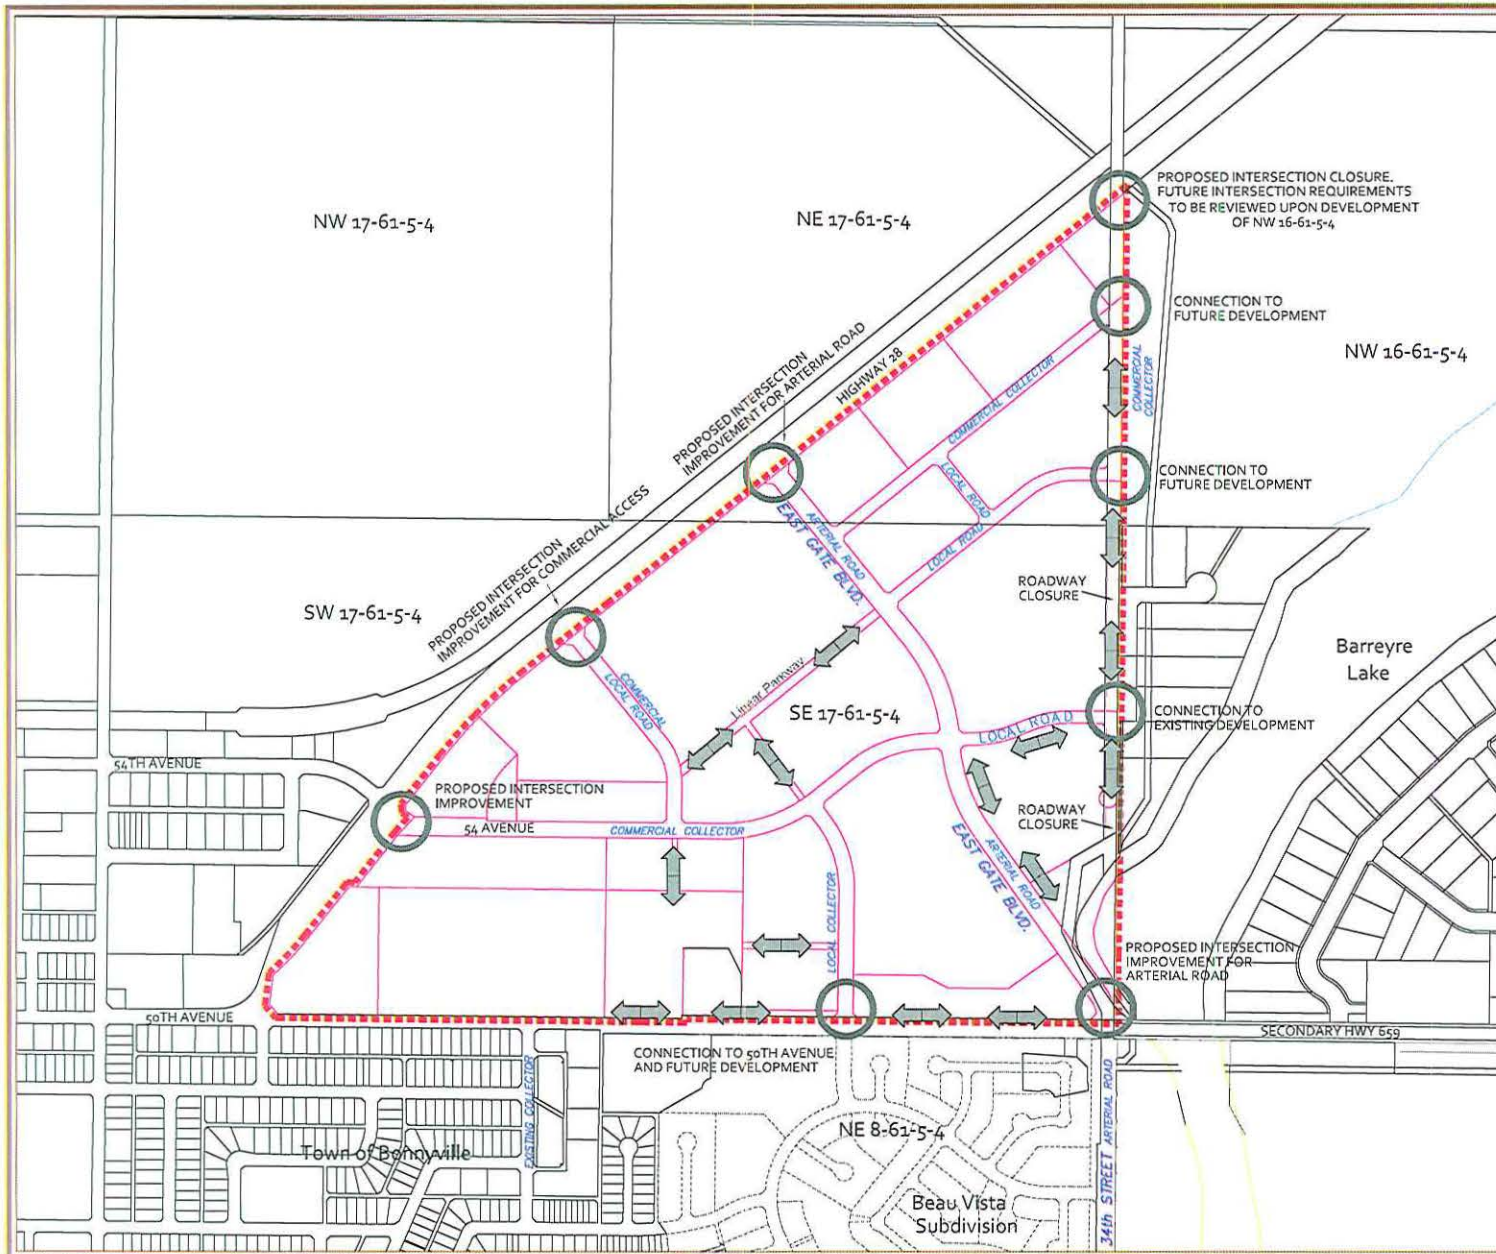 PROPOSED INTERSECTION CLOSURE.
FUTURE INTERSECTION REQUIREMENTS
TO BE REVIEWED UPON DEVELOPMENT
OF NW 16-61-5-4
NW 17-61-5-4
NE 17-61-5-4
CONNECTION TO
FUTURE DEVELOPMENT
NW 16-61-5-4
COMMERCIAL
COLLECTOR
HIGHWAY 28
PROPOSED INTERSECTION
IMPROVEMENT FOR ARTERIAL ROAD
COMMERCIAL COLLECTOR
CONNECTION TO
FUTURE DEVELOPMENT
LOCAL ROAD
LOCAL ROAD
ARTERIAL ROAD
EAST GATE BLVD.
PROPOSED INTERSECTION
IMPROVEMENT FOR COMMERCIAL ACCESS
ROADWAY
CLOSURE
SW 17-61-5-4
Barreyre
Lake
COMMERCIAL
LOCAL ROAD
Linear Parkway
SE 17-61-5-4
CONNECTION TO
EXISTING DEVELOPMENT
LOCAL ROAD
54TH AVENUE
PROPOSED INTERSECTION
IMPROVEMENT
54 AVENUE
COMMERCIAL COLLECTOR
ROADWAY
CLOSURE
ARTERIAL ROAD
EAST GATE BLVD.
LOCAL COLLECTOR
PROPOSED INTERSECTION
IMPROVEMENT FOR
ARTERIAL ROAD
50TH AVENUE
SECONDARY HWY 659
CONNECTION TO 50TH AVENUE
AND FUTURE DEVELOPMENT
EXISTING COLLECTOR
34th STREET ARTERIAL ROAD
NE 8-61-5-4
Town of Bonnyville
Beau Vista
Subdivision